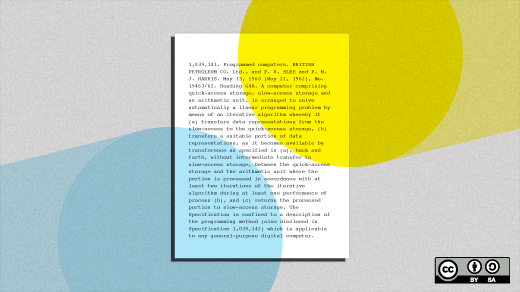 1,039,141. Programmed computers. BRITISH
PETROLEUM CO. Ltd., and P. V. SLEE and P. M.
J. HARRIS. May 15, 1963 [May 21, 1962], No.
19463/62. Heading G4A. A computer comprising
quick-access storage, slow-access storage and
an arithmetic unit, is arranged to solve
automatically a linear programming problem by
means of an iterative algorithm whereby it
(a) transfers data representations from the
slow-access to the quick-access storage, (b)
transfers a suitable portion of data
representations, as it becomes available by
transference as specified in (a), back and
forth, without intermediate transfer to
slow-access storage, between the quick-access
storage and the arithmetic unit where the
portion is processed in accordance with at
least two iterations of the iterative
algorithm during at least one performance of
process (b), and (c) returns the processed
portion to slow-access storage. The
Specification is confined to a description of
the programming method (also disclosed in
Specification 1,039,142) which is applicable
to any general-purpose digital computer.
cc
BY SA